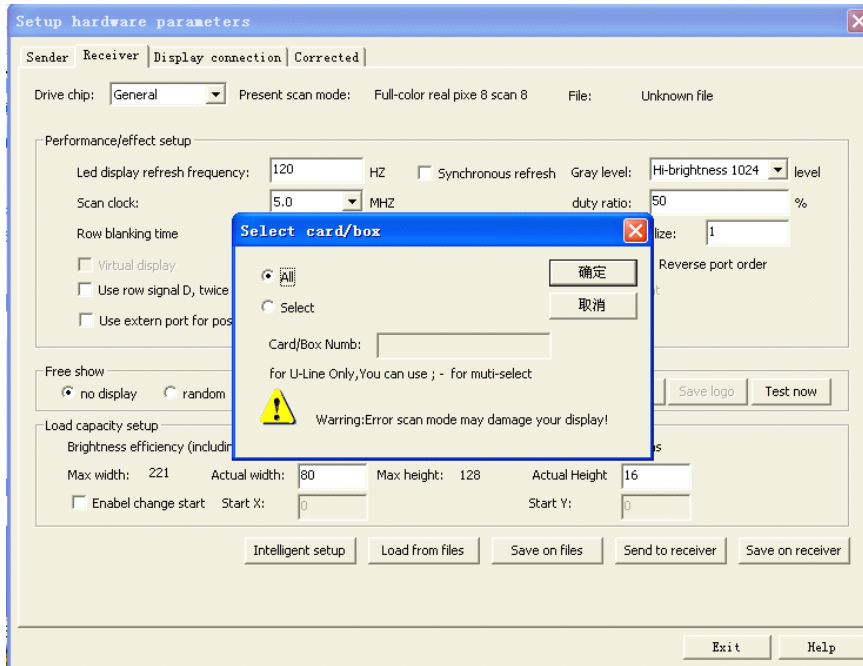 Setup hardware parameters
Sender Receiver Display connection Corrected
Drive chip: General Present scan mode: Full-color real pixe 8 scan 8 File: Unknown file
Performance/effect setup
Led display refresh frequency: 120 HZ Synchronous refresh Gray level: Hi-brightness 1024 level
Scan clock: 5.0 MHZ duty ratio: 50 %
Row blanking time lize: 1
Virtual display Reverse port order
Use row signal D, twice
Use extern port for pos
Select card/box
All 确定
Select 取消
Card/Box Numb:
for U-Line Only,You can use ; - for muti-select
Warring:Error scan mode may damage your display!
Free show
no display random Save logo Test now
Load capacity setup
Brightness efficiency (includin
Max width: 221 Actual width: 80 Max height: 128 Actual Height 16
Enabel change start Start X: 0 Start Y: 0
Intelligent setup Load from files Save on files Send to receiver Save on receiver
Exit Help